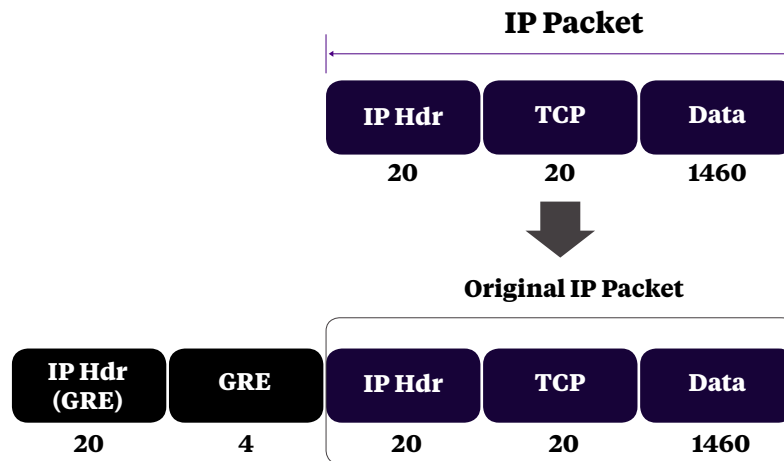 IP Packet
IP Hdr TCP Data
20 20 1460
Original IP Packet
IP Hdr
(GRE) GRE IP Hdr TCP Data
20 4 20 20 1460